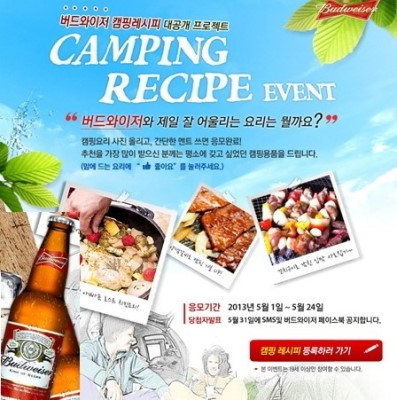 버드와이저 캠핑레시피 대공개 프로젝트
Budweiser
CAMPING
RECIPE EVENT
“ 버드와이저와 제일 잘 어울리는 요리는 뭘까요? ”
캠핑요리 사진 올리고, 간단한 멘트 쓰면 응모완료!
추천을 가장 많이 받으신 분께는 평소에 갖고 싶었던 캠핑용품을 드립니다.
(맘에 드는 요리에 “ 좋아요” 를 눌러주세요.)
응모기간 2013년 5월 1일 ~ 5월 24일
당첨자발표 5월 31일에 SMS및 버드와이저 페이스북 공지합니다.
캠핑 레시피 등록하러 가기
Budweiser
KING OF BEERS